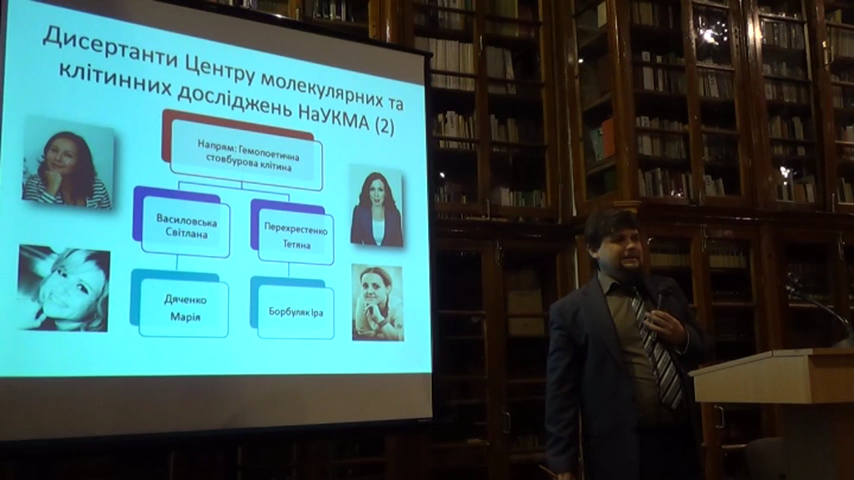 Дисертанти Центру молекулярних та
клітинних досліджень НаУКМА (2)
Напрям: Гемопоетична
стовбурова клітина
Василовська
Світлана
Перехрестенко
Тетяна
Дяченко
Марія
Борбуляк Іра